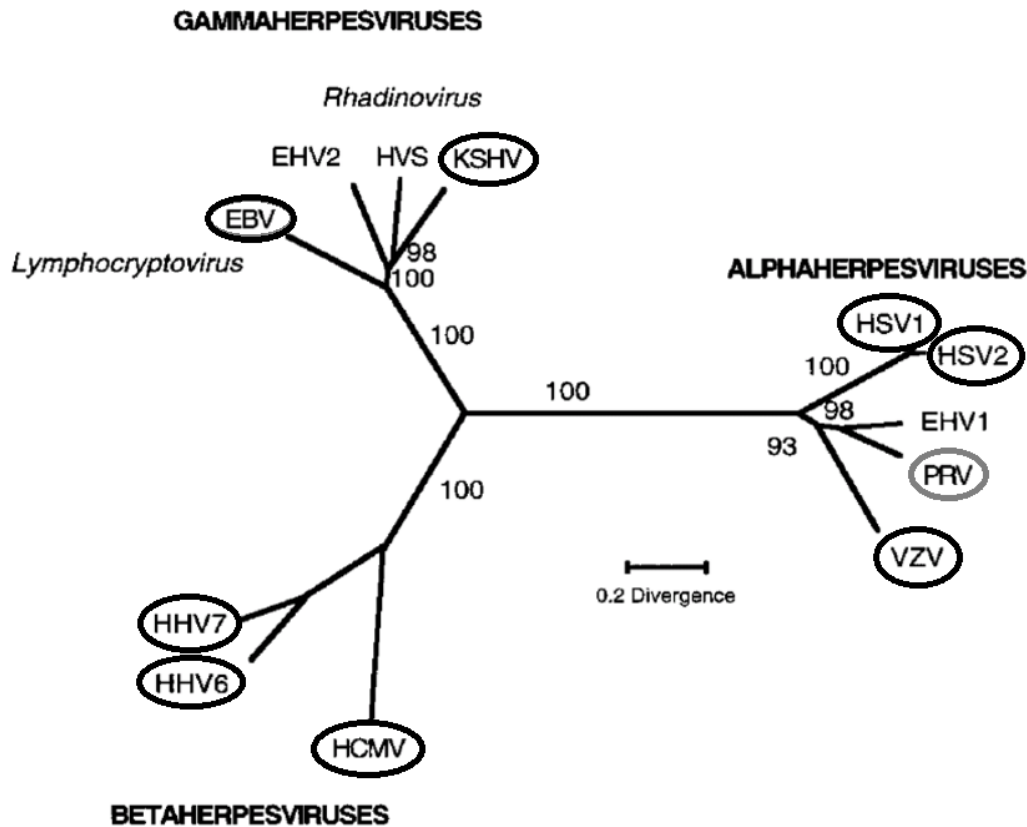 GAMMAHERPESVIRUSES
Rhadinovirus
EHV2 HVS KSHV
EBV
98
Lymphocryptovirus
100
ALPHAHERPESVIRUSES
HSV1
100
HSV2
100
100
98
EHV1
93
PRV
100
VZV
0.2 Divergence
HHV7
HHV6
HCMV
BETAHERPESVIRUSES